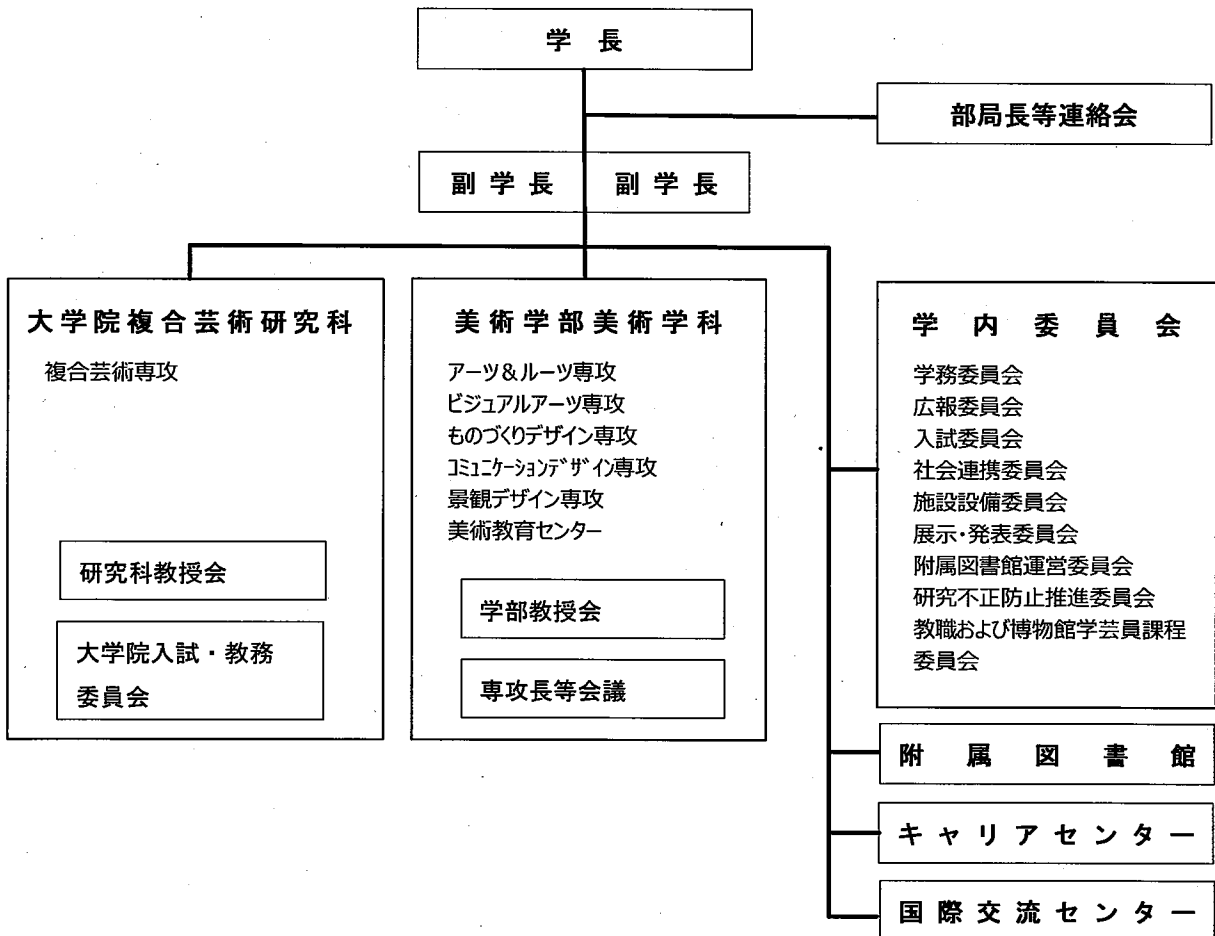 学長
部局長等連絡会
副学長 副学長
大学院複合芸術研究科
複合芸術専攻
研究科教授会
大学院入試・教務
委員会
美術学部美術学科
アーツ&ルーツ専攻
ビジュアルアーツ専攻
ものづくりデザイン専攻
コミュニケーションデザイン専攻
景観デザイン専攻
美術教育センター
学部教授会
専攻長等会議
学内委員会
学務委員会
広報委員会
入試委員会
社会連携委員会
施設設備委員会
展示・発表委員会
附属図書館運営委員会
研究不正防止推進委員会
教職および博物館学芸員課程
委員会
附属図書館
キャリアセンター
国際交流センター